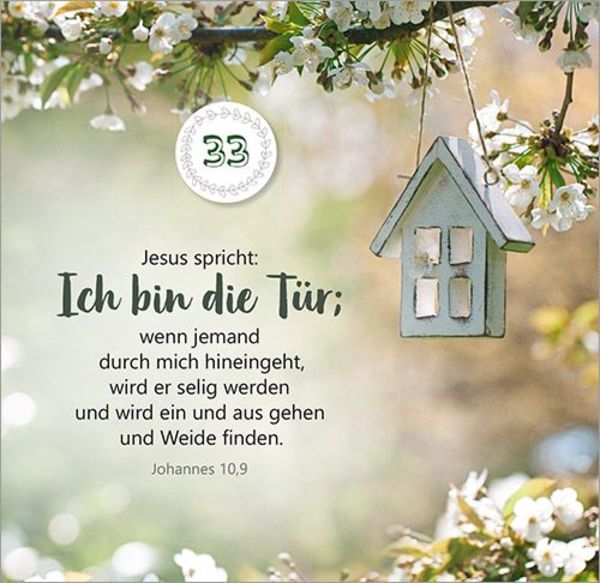 33
Jesus spricht:
Ich bin die Tür;
wenn jemand
durch mich hineingeht,
wird er selig werden
und wird ein und aus gehen
und Weide finden.
Johannes 10,9